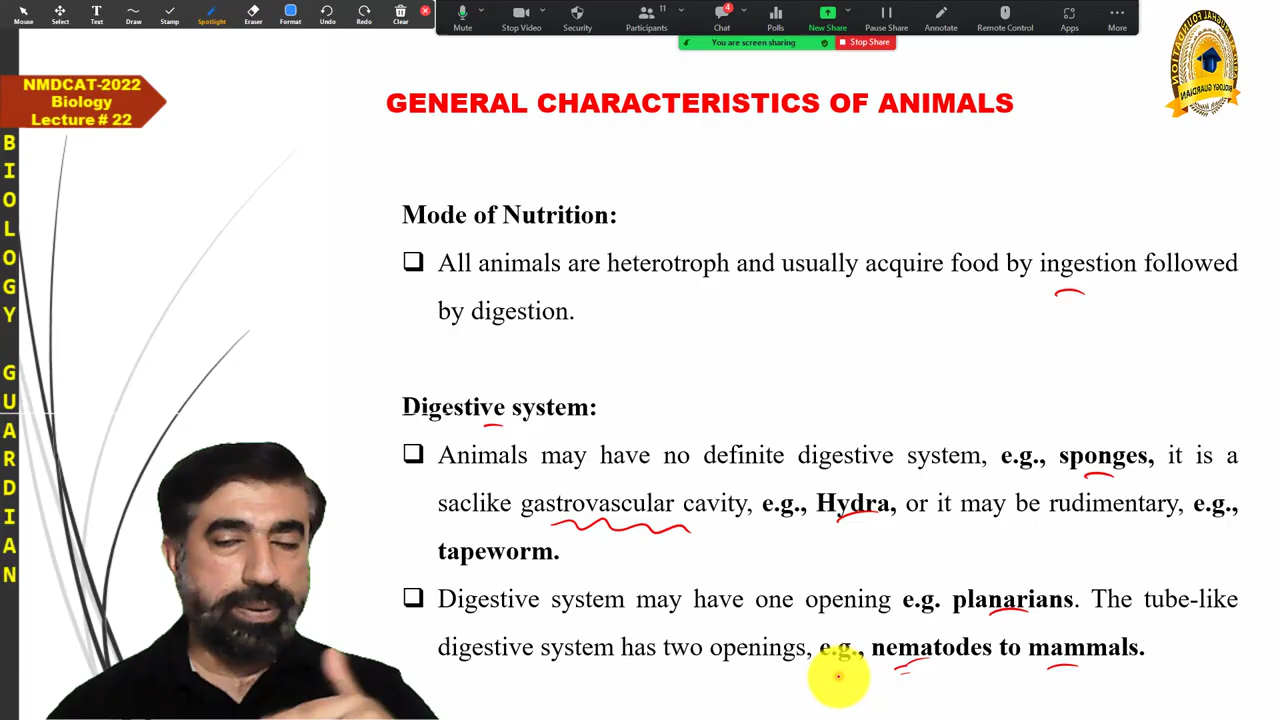 Mouse Select Text Draw Stamp Spotlight Eraser Format Undo Redo Clear
Mute Stop Video Security Participants 11 Chat 4 Polls New Share Pause Share Annotate Remote Control Apps More
You are screen sharing Stop Share
NMDCAT-2022
Biology
Lecture # 22
BIOLOGY GUARDIAN
GENERAL CHARACTERISTICS OF ANIMALS
Mode of Nutrition:
❑ All animals are heterotroph and usually acquire food by ingestion followed
by digestion.
Digestive system:
❑ Animals may have no definite digestive system, e.g., sponges, it is a
saclike gastrovascular cavity, e.g., Hydra, or it may be rudimentary, e.g.,
tapeworm.
❑ Digestive system may have one opening e.g. planarians. The tube-like
digestive system has two openings, e.g., nematodes to mammals.
BIOLOGY GUARDIAN